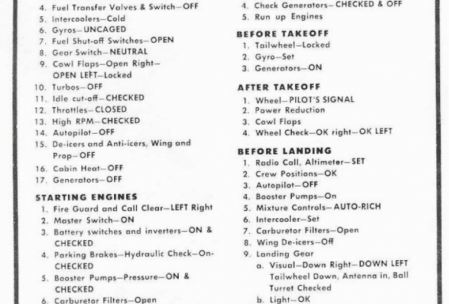 4. Fuel Transfer Valves & Switch—OFF
5. Intercoolers—Cold
6. Gyros—UNCAGED
7. Fuel Shut-off Switches—OPEN
8. Gear Switch—NEUTRAL
9. Cowl Flaps—Open Right—
OPEN LEFT—Locked
10. Turbos—OFF
11. Idle cut-off—CHECKED
12. Throttles—CLOSED
13. High RPM—CHECKED
14. Autopilot—OFF
15. De-icers and Anti-icers, Wing and
Prop—OFF
16. Cabin Heat—OFF
17. Generators—OFF
STARTING ENGINES
1. Fire Guard and Call Clear—LEFT Right
2. Master Switch—ON
3. Battery switches and inverters—ON &
CHECKED
4. Parking Brakes—Hydraulic Check—On-
CHECKED
5. Booster Pumps—Pressure—ON &
CHECKED
6. Carburetor Filters—Open
4. Check Generators—CHECKED & OFF
5. Run up Engines
BEFORE TAKEOFF
1. Tailwheel—Locked
2. Gyro—Set
3. Generators—ON
AFTER TAKEOFF
1. Wheel—PILOT'S SIGNAL
2. Power Reduction
3. Cowl Flaps
4. Wheel Check—OK right—OK LEFT
BEFORE LANDING
1. Radio Call, Altimeter—SET
2. Crew Positions—OK
3. Autopilot—OFF
4. Booster Pumps—On
5. Mixture Controls—AUTO-RICH
6. Intercooler—Set
7. Carburetor Filters—Open
8. Wing De-icers—Off
9. Landing Gear
a. Visual—Down Right—DOWN LEFT
Tailwheel Down, Antenna in, Ball
Turret Checked
b. Light—OK